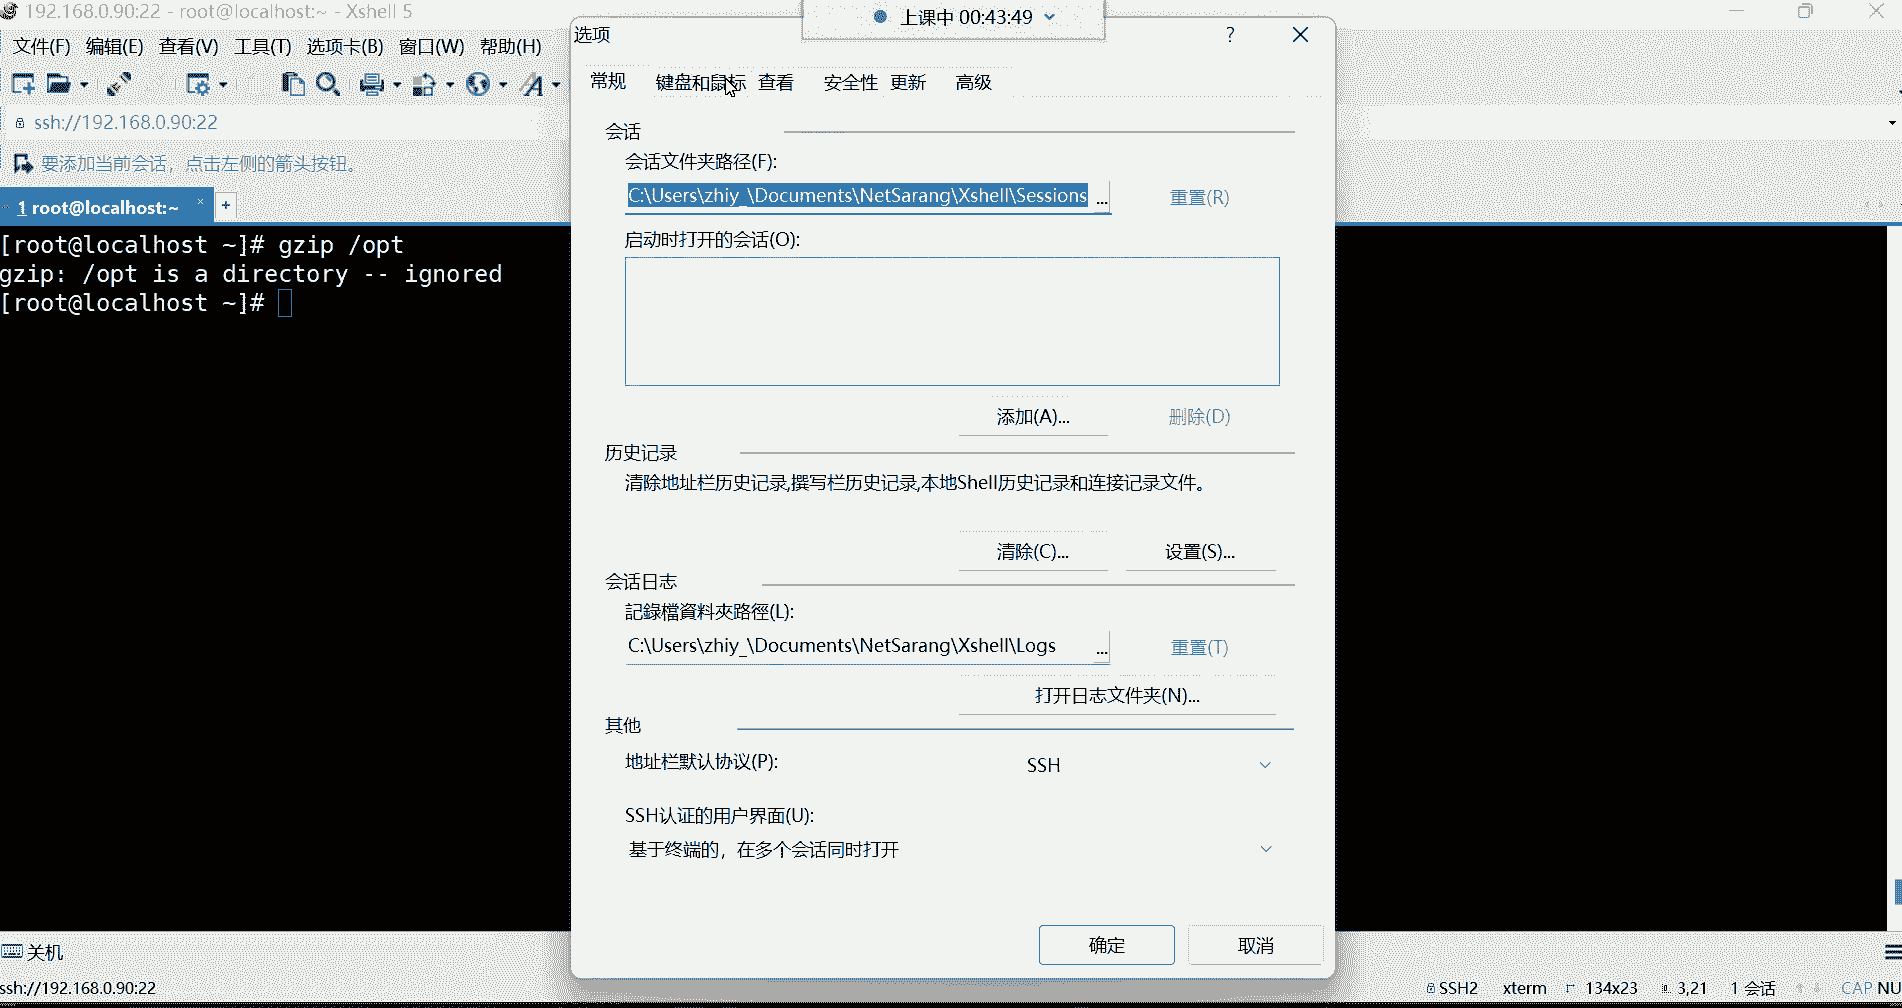 192.168.0.90:22 - root@localhost:~ - Xshell 5
上课中 00:43:49
文件(F) 编辑(E) 查看(V) 工具(T) 选项卡(B) 窗口(W) 帮助(H)
ssh://192.168.0.90:22
要添加当前会话，点击左侧的箭头按钮。
1 root@localhost:~ × +
[root@localhost ~]# gzip /opt
gzip: /opt is a directory -- ignored
[root@localhost ~]#
选项 ?
常规 键盘和鼠标 查看 安全性 更新 高级
会话
会话文件夹路径(F):
C:\Users\zhiy_\Documents\NetSarang\Xshell\Sessions ... 重置(R)
启动时打开的会话(O):
添加(A)... 删除(D)
历史记录
清除地址栏历史记录,撰写栏历史记录,本地Shell历史记录和连接记录文件。
清除(C)... 设置(S)...
会话日志
記錄檔資料夾路徑(L):
C:\Users\zhiy_\Documents\NetSarang\Xshell\Logs ... 重置(T)
打开日志文件夹(N)...
其他
地址栏默认协议(P): SSH
SSH认证的用户界面(U):
基于终端的，在多个会话同时打开
确定 取消
关机
ssh://192.168.0.90:22 SSH2 xterm 134x23 3,21 1 会话 CAP NU